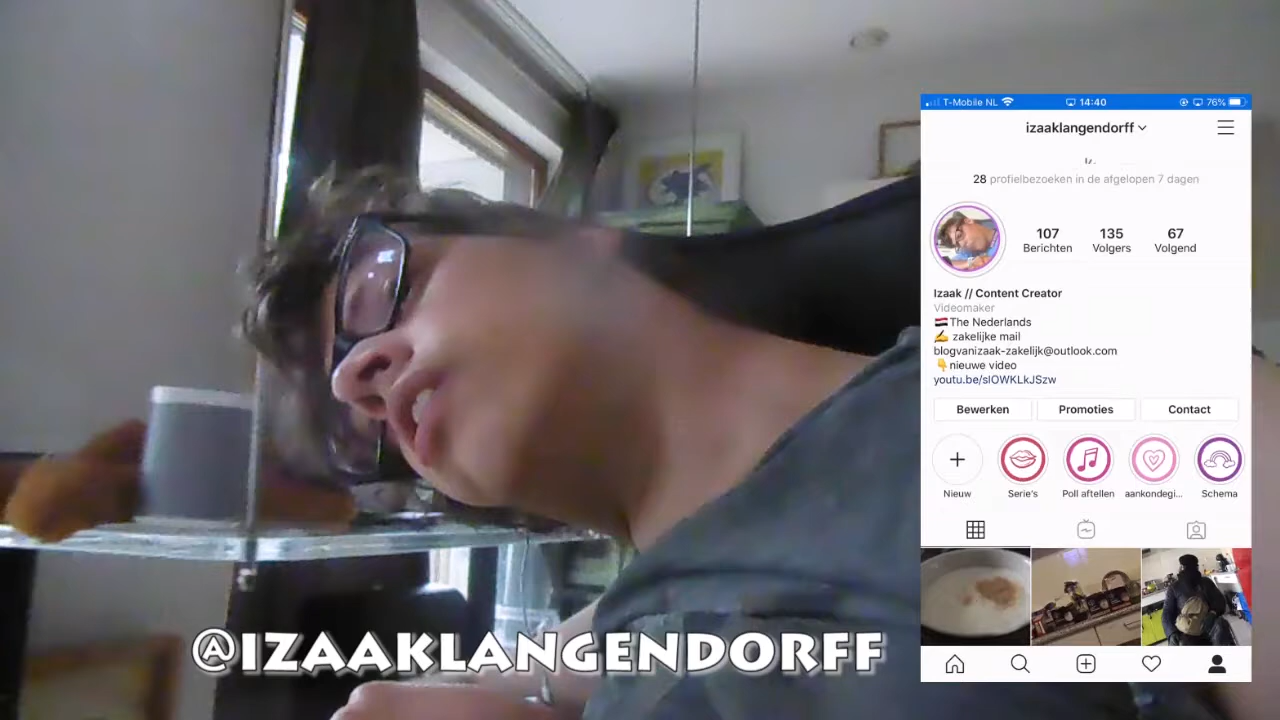 T-Mobile NL 14:40 76%
izaaklangendorff
28 profielbezoeken in de afgelopen 7 dagen
107 135 67
Berichten Volgers Volgend
Izaak // Content Creator
Videomaker
The Nederlands
zakelijke mail
blogvanizaak-zakelijk@outlook.com
nieuwe video
youtu.be/slOWKLkJSzw
Bewerken Promoties Contact
Nieuw Serie's Poll aftellen aankondegi... Schema
@IZAAKLANGENDORFF